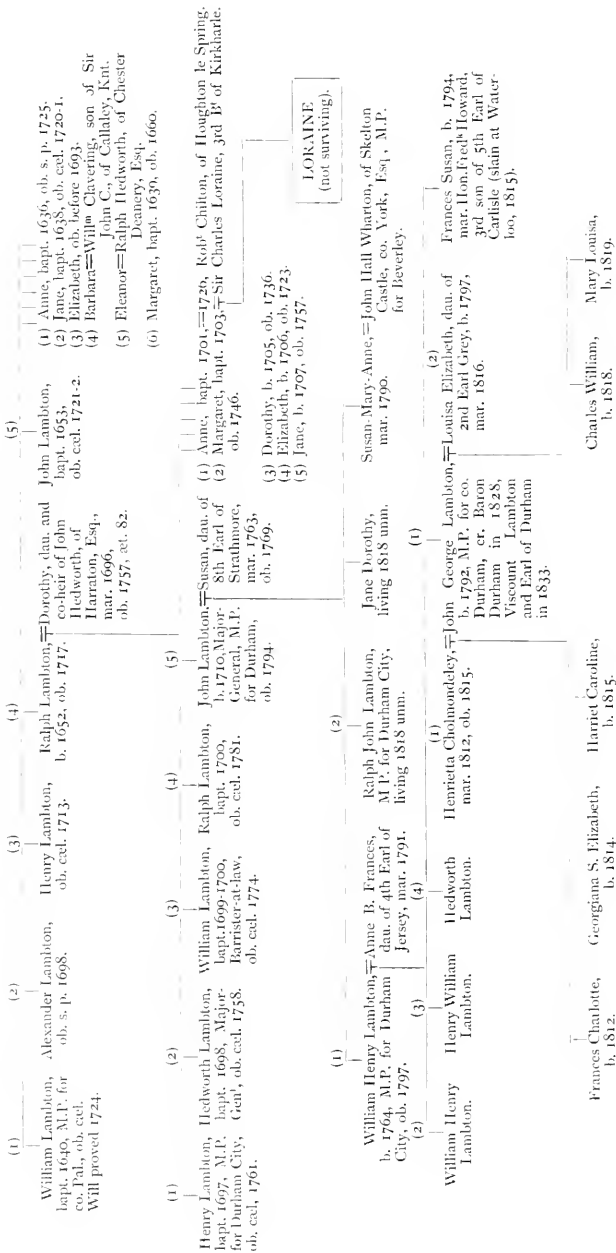 (1)
William Lambton,
bapt. 1640, M.P. for
co. Pal., ob. cæl.
Will proved 1724.
(2)
Alexander Lambton,
ob. s. p. 1698.
(3)
Henry Lambton,
ob. cæl. 1713.
(4)
Ralph Lambton,
b. 1652, ob. 1717.
Dorothy, dau. and
co-heir of John
Hedworth, of
Harraton, Esq.,
mar. 1696,
ob. 1757, æt. 82.
(5)
John Lambton,
bapt. 1653,
ob. cæl. 1721-2.
(1) Anne, bapt. 1636, ob. s. p. 1725.
(2) Jane, bapt. 1638, ob. cæl. 1720-1.
(3) Elizabeth, ob. before 1693.
(4) Barbara=Willm Clavering, son of Sir
John C., of Callaley, Knt.
(5) Eleanor=Ralph Hedworth, of Chester
Deanery, Esq.
(6) Margaret, bapt. 1639, ob. 1660.
(1)
Henry Lambton,
bapt. 1697, M.P.
for Durham City,
ob. cæl, 1761.
(2)
Hedworth Lambton,
bapt. 1698, Major-
Genl, ob. cæl. 1758.
(3)
William Lambton,
bapt. 1699-1700,
Barrister-at-law,
ob. cæl. 1774.
(4)
Ralph Lambton,
bapt. 1700,
ob. cæl. 1781.
(5)
John Lambton,
b. 1710, Major-
General, M.P.
for Durham,
ob. 1794.
Susan, dau. of
8th Earl of
Strathmore,
mar. 1763,
ob. 1769.
(1) Anne, bapt. 1701,=1726, Robt Chilton, of Houghton le Spring.
(2) Margaret, bapt. 1703,=Sir Charles Loraine, 3rd Bt of Kirkharle.
ob. 1746.
(3) Dorothy, b. 1705, ob. 1736.
(4) Elizabeth, b. 1706, ob. 1723.
(5) Jane, b. 1707, ob. 1757.
LORAINE
(not surviving).
(1)
William Henry Lambton,
b. 1764, M.P. for Durham
City, ob. 1797.
Anne B. Frances,
dau. of 4th Earl of
Jersey, mar. 1791.
(2)
Ralph John Lambton,
M.P. for Durham City,
living 1818 unm.
Jane Dorothy,
living 1818 unm.
Susan-Mary-Anne,=John Hall Wharton, of Skelton
mar. 1790. Castle, co. York, Esq., M.P.
for Beverley.
(2)
William Henry
Lambton.
(3)
Henry William
Lambton.
(4)
Hedworth
Lambton.
(1)
Henrietta Cholmondeley,
mar. 1812, ob. 1815.
(1)
John George Lambton,
b. 1792, M.P. for co.
Durham, cr. Baron
Durham in 1828,
Viscount Lambton
and Earl of Durham
in 1833.
(2)
Louisa Elizabeth, dau. of
2nd Earl Grey, b. 1797,
mar. 1816.
Frances Susan, b. 1794,
mar. Hon. Fredk Howard,
3rd son of 5th Earl of
Carlisle (slain at Water-
loo, 1815).
Frances Charlotte,
b. 1812.
Georgiana S. Elizabeth,
b. 1814.
Harriet Caroline,
b. 1815.
Charles William,
b. 1818.
Mary Louisa,
b. 1819.